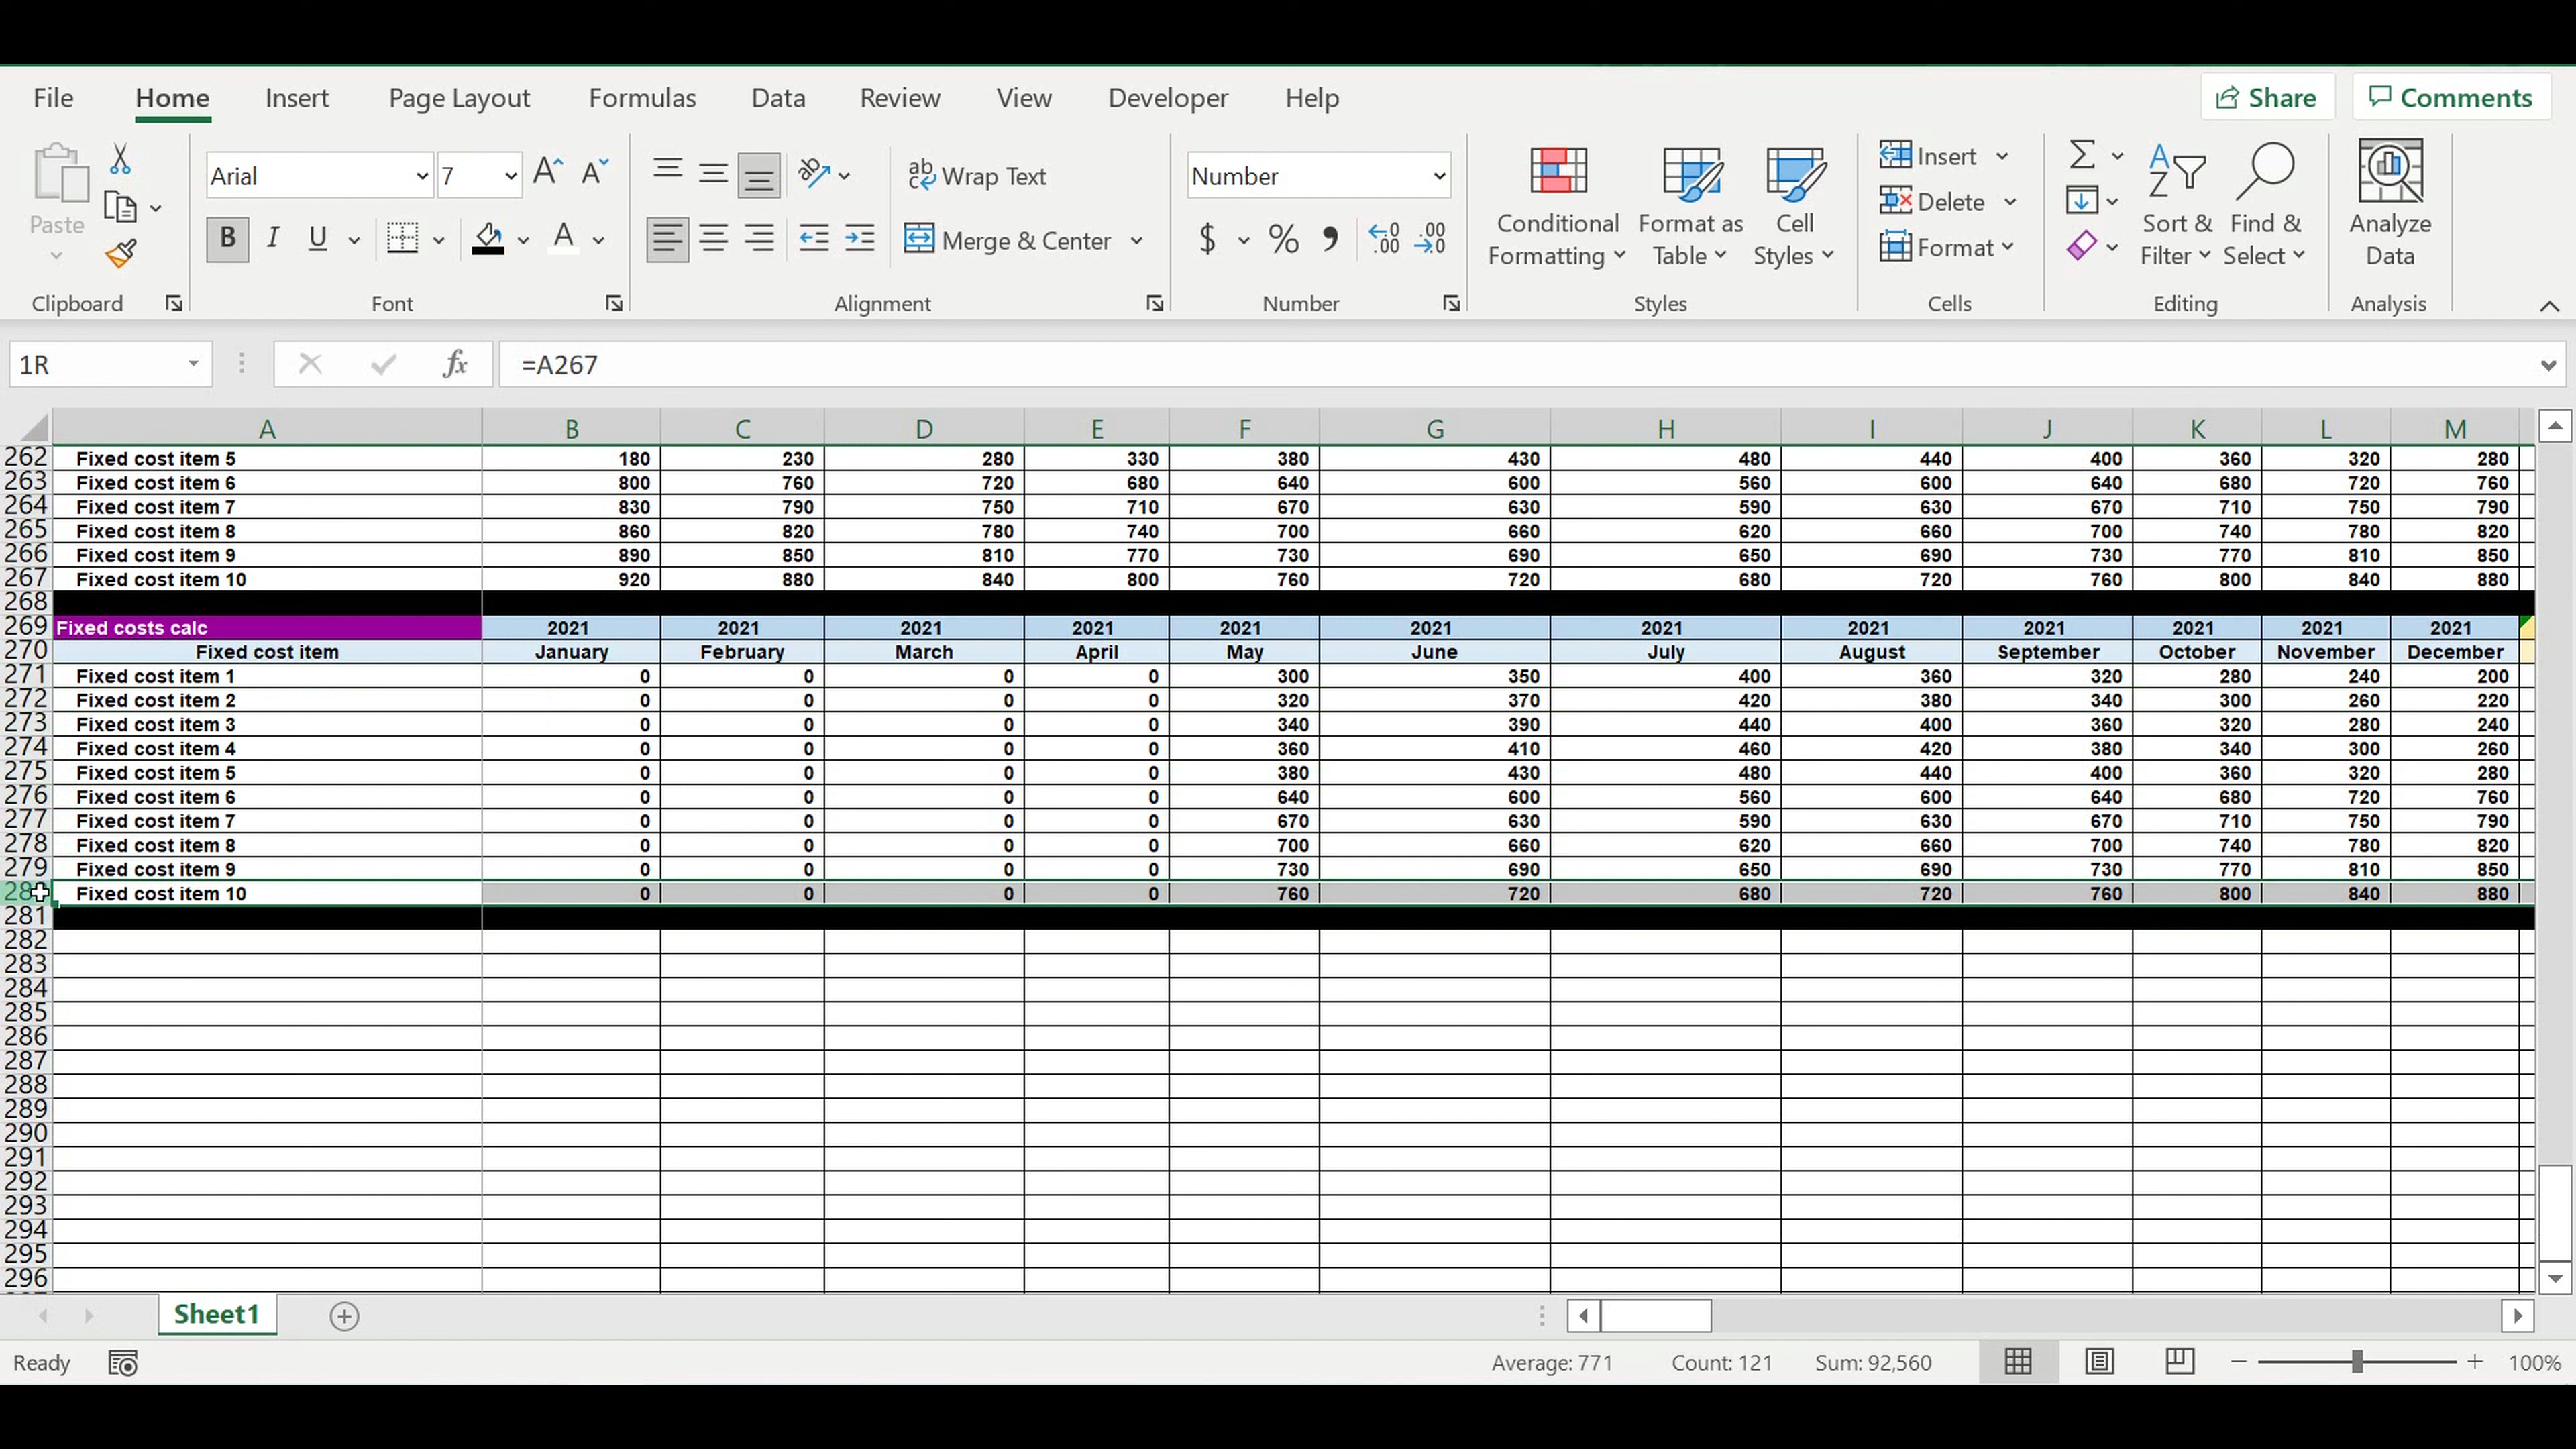 File Home Insert Page Layout Formulas Data Review View Developer Help Share Comments
Arial 7 ab Wrap Text Number Insert
Paste Conditional Formatting Format as Table Cell Styles Delete Sort & Filter Find & Select Analyze Data
B I U A Merge & Center $ % Format
Clipboard Font Alignment Number Styles Cells Editing Analysis
1R fx =A267
A B C D E F G H I J K L M
262 Fixed cost item 5 180 230 280 330 380 430 480 440 400 360 320 280
263 Fixed cost item 6 800 760 720 680 640 600 560 600 640 680 720 760
264 Fixed cost item 7 830 790 750 710 670 630 590 630 670 710 750 790
265 Fixed cost item 8 860 820 780 740 700 660 620 660 700 740 780 820
266 Fixed cost item 9 890 850 810 770 730 690 650 690 730 770 810 850
267 Fixed cost item 10 920 880 840 800 760 720 680 720 760 800 840 880
268
269 Fixed costs calc 2021 2021 2021 2021 2021 2021 2021 2021 2021 2021 2021 2021
270 Fixed cost item January February March April May June July August September October November December
271 Fixed cost item 1 0 0 0 0 300 350 400 360 320 280 240 200
272 Fixed cost item 2 0 0 0 0 320 370 420 380 340 300 260 220
273 Fixed cost item 3 0 0 0 0 340 390 440 400 360 320 280 240
274 Fixed cost item 4 0 0 0 0 360 410 460 420 380 340 300 260
275 Fixed cost item 5 0 0 0 0 380 430 480 440 400 360 320 280
276 Fixed cost item 6 0 0 0 0 640 600 560 600 640 680 720 760
277 Fixed cost item 7 0 0 0 0 670 630 590 630 670 710 750 790
278 Fixed cost item 8 0 0 0 0 700 660 620 660 700 740 780 820
279 Fixed cost item 9 0 0 0 0 730 690 650 690 730 770 810 850
Fixed cost item 10 0 0 0 0 760 720 680 720 760 800 840 880
281
282
283
284
285
286
287
288
289
290
291
292
293
294
295
296
Sheet1
Ready Average: 771 Count: 121 Sum: 92,560 100%